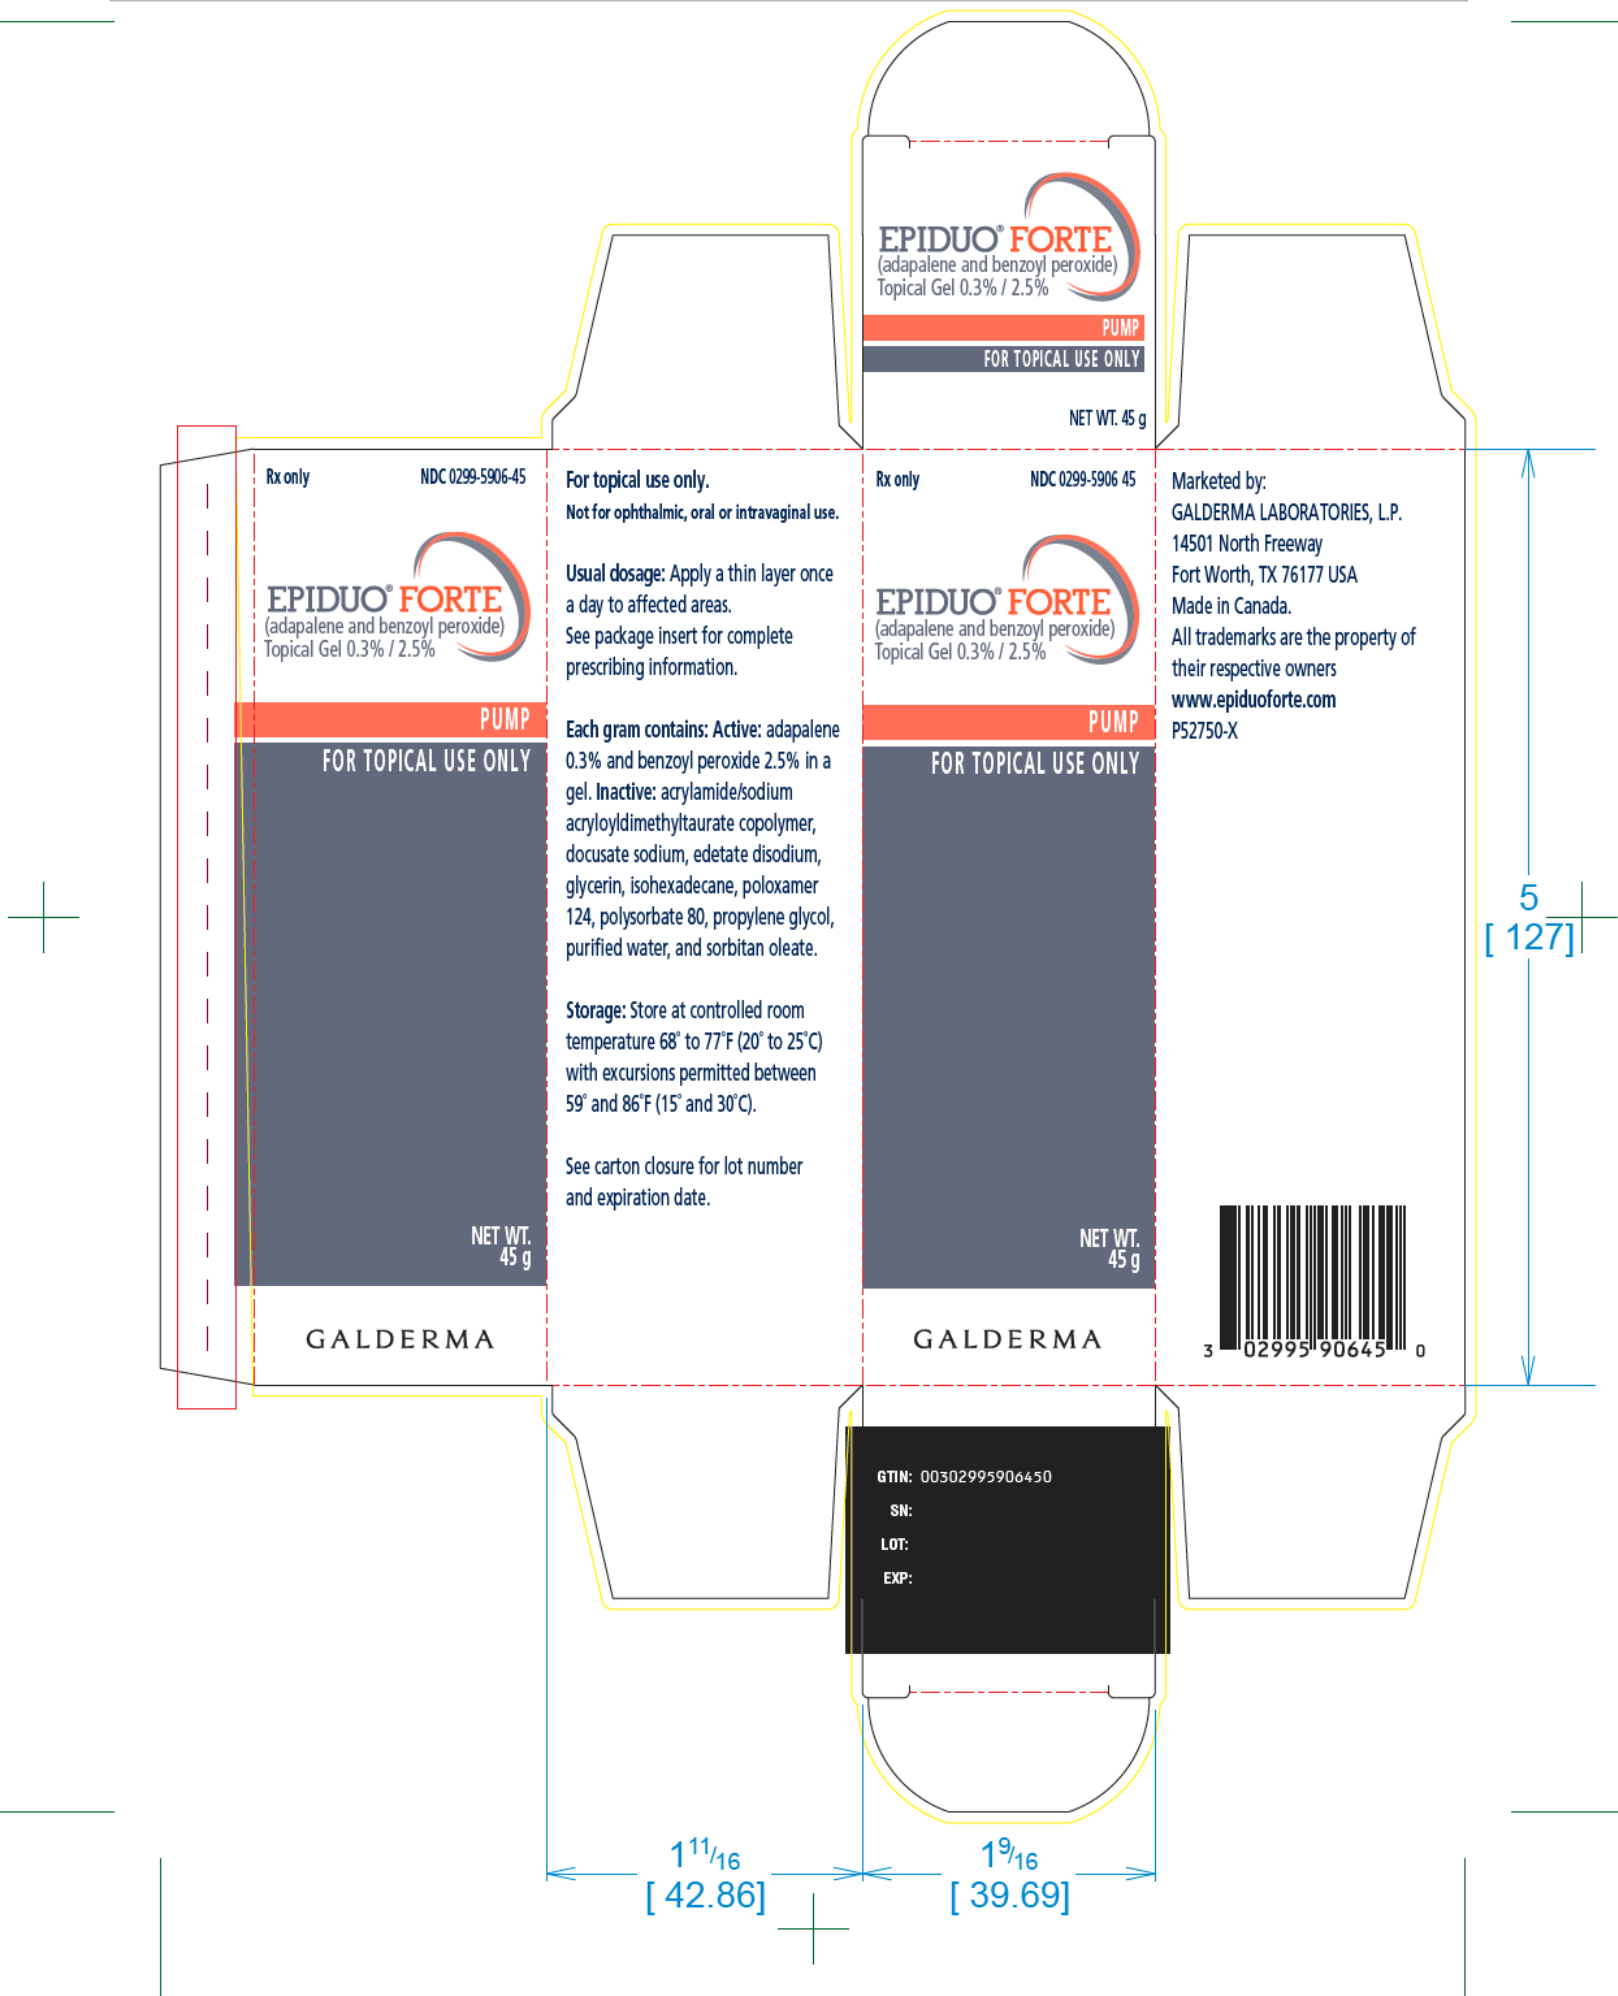 EPIDUO® FORTE
(adapalene and benzoyl peroxide)
Topical Gel 0.3% / 2.5%
PUMP
FOR TOPICAL USE ONLY
NET WT. 45 g
Rx only NDC 0299-5906-45
EPIDUO® FORTE
(adapalene and benzoyl peroxide)
Topical Gel 0.3% / 2.5%
PUMP
FOR TOPICAL USE ONLY
NET WT.
45 g
GALDERMA
For topical use only.
Not for ophthalmic, oral or intravaginal use.
Usual dosage: Apply a thin layer once
a day to affected areas.
See package insert for complete
prescribing information.
Each gram contains: Active: adapalene
0.3% and benzoyl peroxide 2.5% in a
gel. Inactive: acrylamide/sodium
acryloyldimethyltaurate copolymer,
docusate sodium, edetate disodium,
glycerin, isohexadecane, poloxamer
124, polysorbate 80, propylene glycol,
purified water, and sorbitan oleate.
Storage: Store at controlled room
temperature 68˚ to 77˚F (20˚ to 25˚C)
with excursions permitted between
59˚ and 86˚F (15˚ and 30˚C).
See carton closure for lot number
and expiration date.
Rx only NDC 0299-5906 45
EPIDUO® FORTE
(adapalene and benzoyl peroxide)
Topical Gel 0.3% / 2.5%
PUMP
FOR TOPICAL USE ONLY
NET WT.
45 g
GALDERMA
Marketed by:
GALDERMA LABORATORIES, L.P.
14501 North Freeway
Fort Worth, TX 76177 USA
Made in Canada.
All trademarks are the property of
their respective owners
www.epiduoforte.com
P52750-X
3 02995 90645 0
5
[ 127]
GTIN: 00302995906450
SN:
LOT:
EXP:
1 11/16
[ 42.86]
1 9/16
[ 39.69]